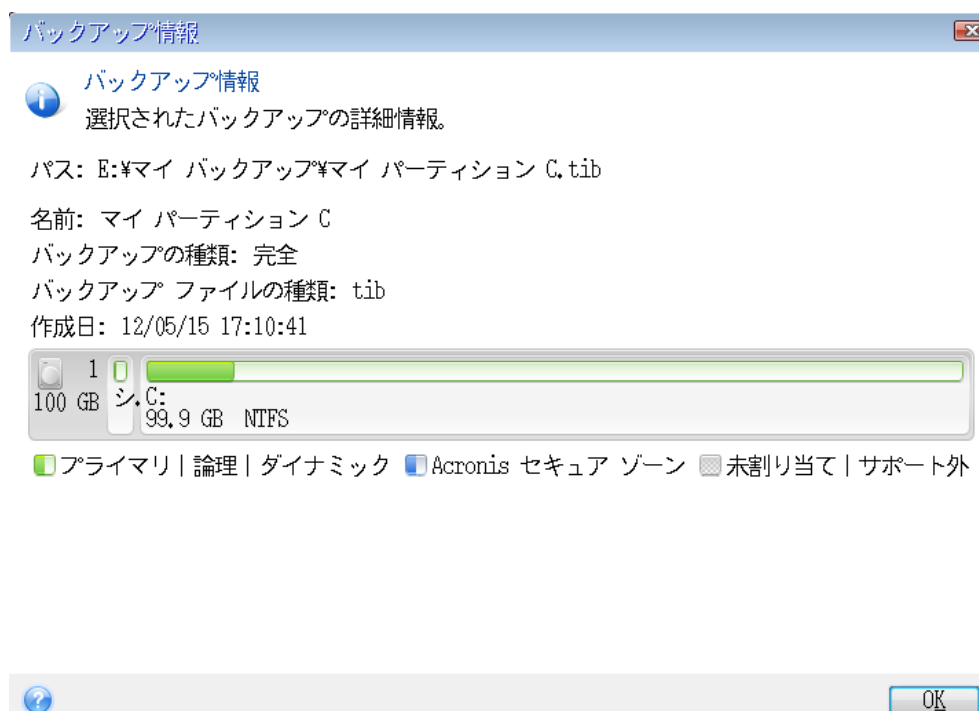 バックアップ情報
バックアップ情報
選択されたバックアップの詳細情報。
パス: E:¥マイ バックアップ¥マイ パーティション C.tib
名前: マイ パーティション C
バックアップの種類: 完全
バックアップ ファイルの種類: tib
作成日: 12/05/15 17:10:41
1
100 GB
シ.
C:
99.9 GB NTFS
プライマリ | 論理 | ダイナミック Acronis セキュア ゾーン 未割り当て | サポート外
OK